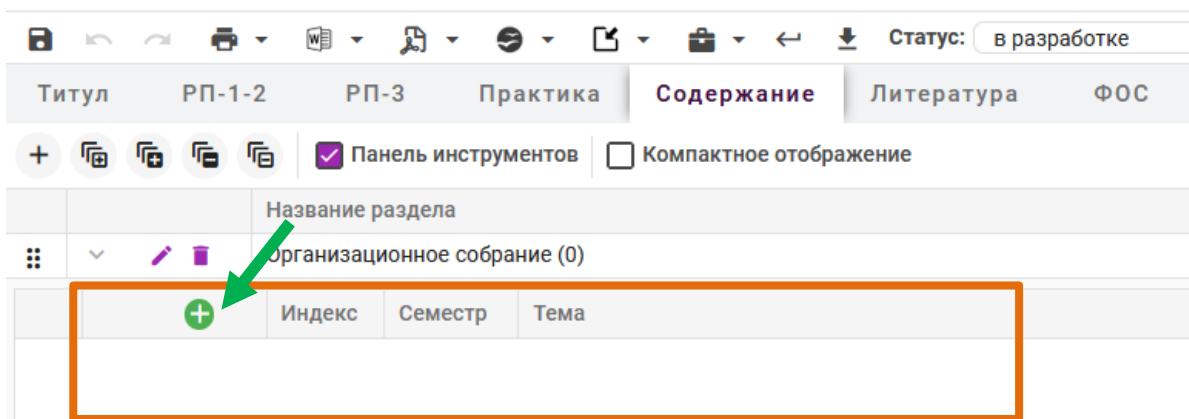 Статус: в разработке
Титул РП-1-2 РП-3 Практика Содержание Литература ФОС
Панель инструментов Компактное отображение
Название раздела
Организационное собрание (0)
Индекс Семестр Тема